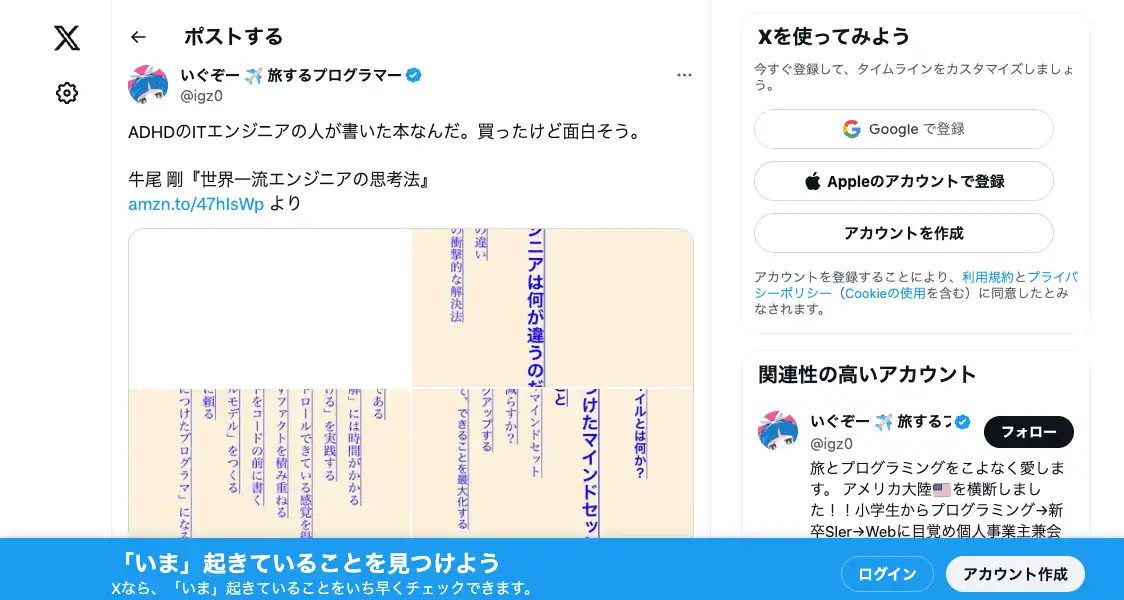 ポストする
いぐぞー ✈️ 旅するプログラマー
@igz0
ADHDのITエンジニアの人が書いた本なんだ。買ったけど面白そう。
牛尾 剛『世界一流エンジニアの思考法』
amzn.to/47hIsWp より
ンニアは何が違うのだ
の違い
の衝撃的な解決法
である
解」には時間がかかる
ける」を実践する
トロールできている感覚を得
すファクトを積み重ねる
トをコードの前に書く
ルモデル」をつくる
に頼る
につけたプログラマ」になる
イルとは何か?
つけたマインドセッ
こと
マインドセット
減らすか?
クアップする
て、できることを最大化する
Xを使ってみよう
今すぐ登録して、タイムラインをカスタマイズしましょ
う。
Google で登録
Appleのアカウントで登録
アカウントを作成
アカウントを登録することにより、利用規約とプライバ
シーポリシー（Cookieの使用を含む）に同意したとみ
なされます。
関連性の高いアカウント
いぐぞー ✈️ 旅するプ
@igz0
フォロー
旅とプログラミングをこよなく愛しま
す。 アメリカ大陸🇺🇸を横断しまし
た！！小学生からプログラミング→新
卒SIer→Webに目覚め個人事業主兼会
「いま」起きていることを見つけよう
Xなら、「いま」起きていることをいち早くチェックできます。
ログイン
アカウント作成